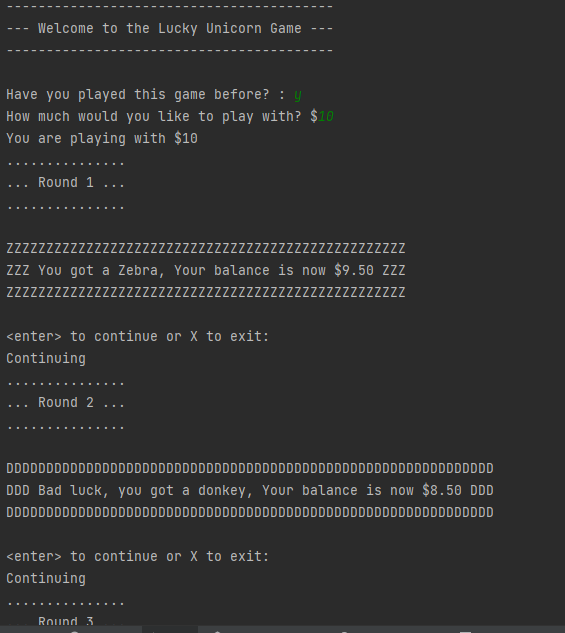 -----------------------------------------
--- Welcome to the Lucky Unicorn Game ---
-----------------------------------------
Have you played this game before? : y
How much would you like to play with? $10
You are playing with $10
...............
... Round 1 ...
...............
ZZZZZZZZZZZZZZZZZZZZZZZZZZZZZZZZZZZZZZZZZZZZZZZZZZ
ZZZ You got a Zebra, Your balance is now $9.50 ZZZ
ZZZZZZZZZZZZZZZZZZZZZZZZZZZZZZZZZZZZZZZZZZZZZZZZZZ
<enter> to continue or X to exit:
Continuing
...............
... Round 2 ...
...............
DDDDDDDDDDDDDDDDDDDDDDDDDDDDDDDDDDDDDDDDDDDDDDDDDDDDDDDDDDDDD
DDD Bad luck, you got a donkey, Your balance is now $8.50 DDD
DDDDDDDDDDDDDDDDDDDDDDDDDDDDDDDDDDDDDDDDDDDDDDDDDDDDDDDDDDDDD
<enter> to continue or X to exit:
Continuing
...............
Round 3